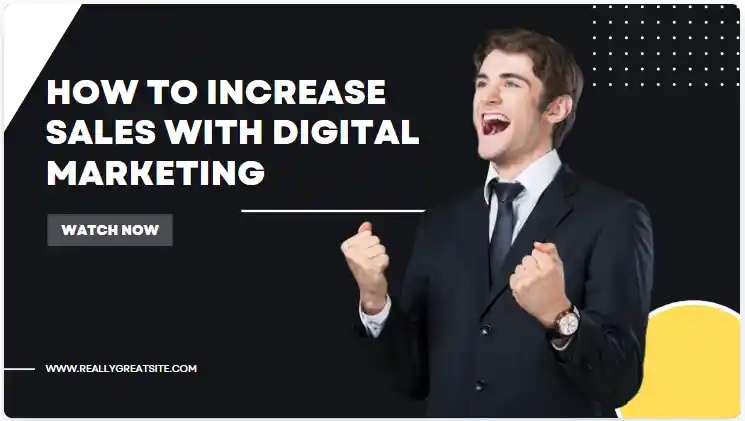 HOW TO INCREASE
SALES WITH DIGITAL
MARKETING
WATCH NOW
WWW.REALLYGREATSITE.COM